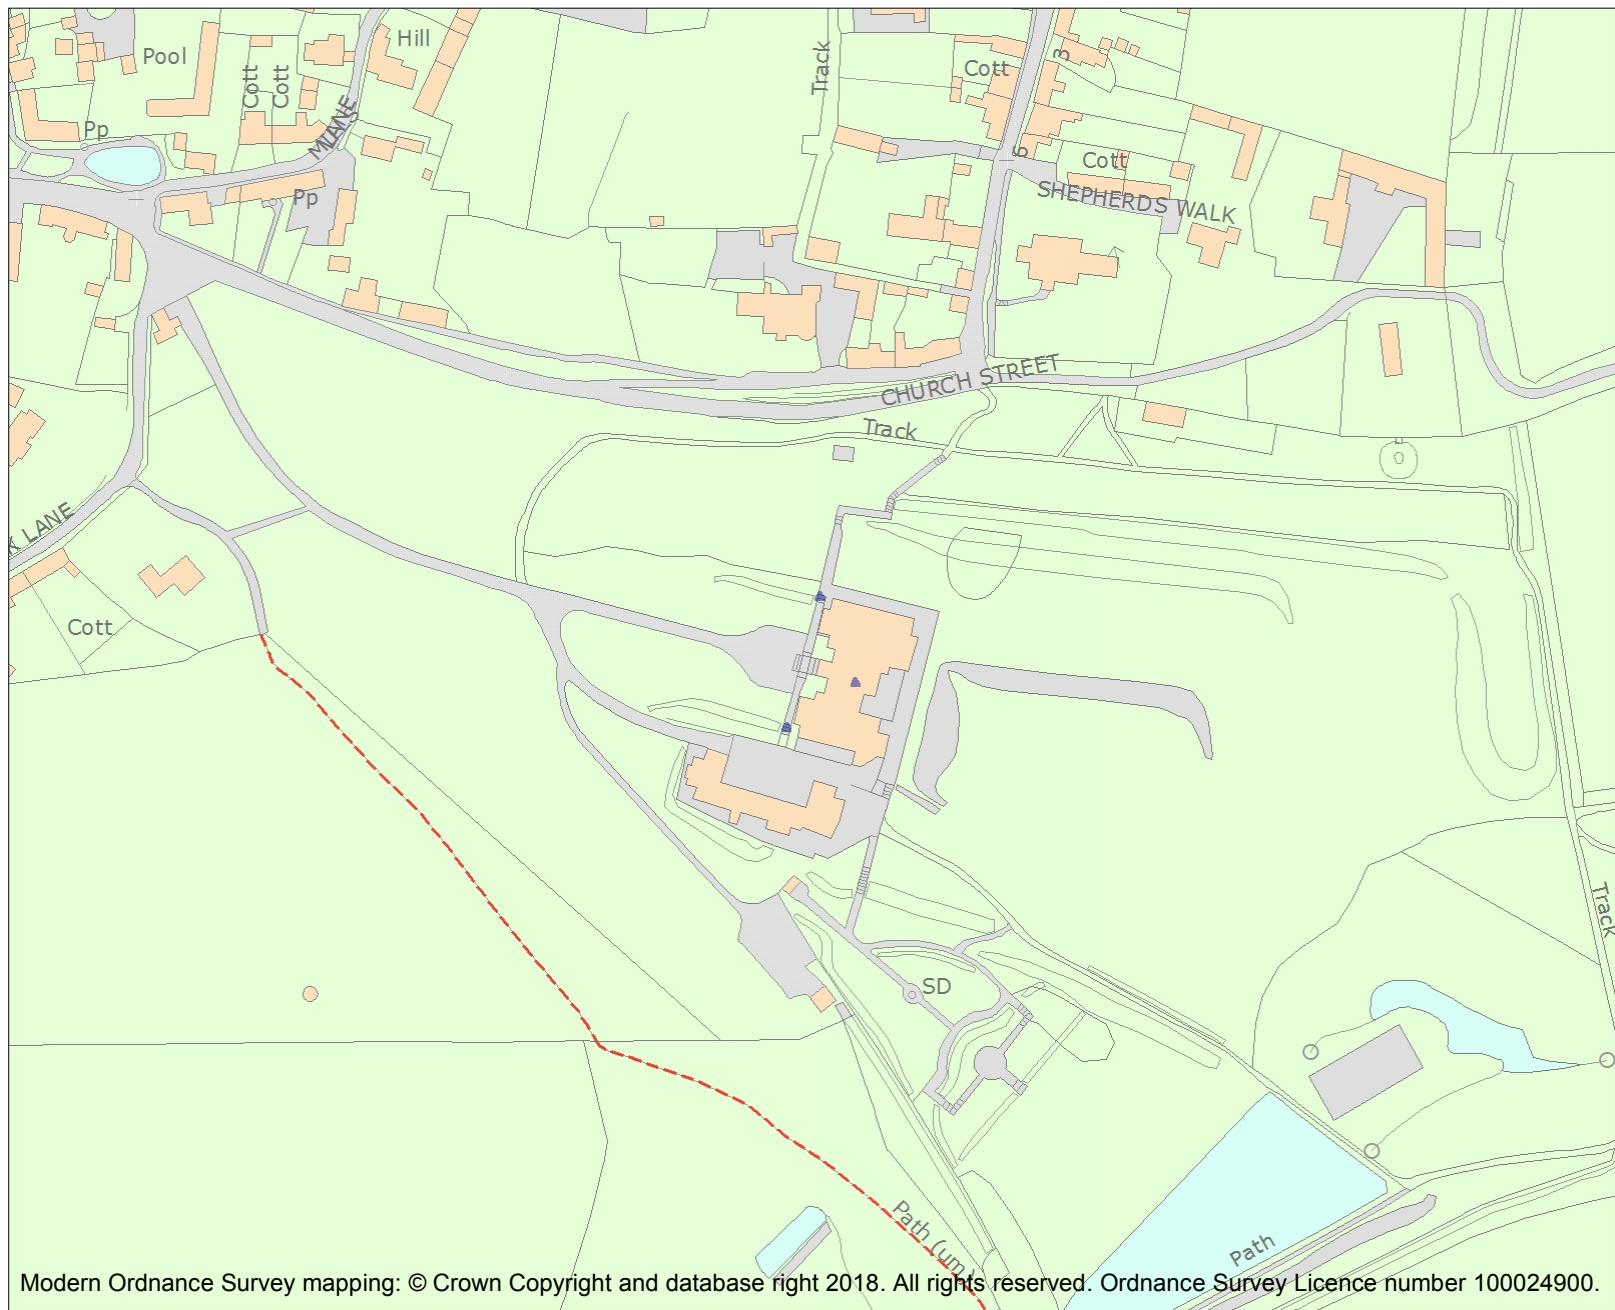 Pool
Cott
Cott
Hill
Track
Cott
3
Pp
6
Cott
Pp
SHEPHERDS WALK
CHURCH STREET
Track
K LANE
Cott
Track
SD
Path (um)
Path
Modern Ordnance Survey mapping: © Crown Copyright and database right 2018. All rights reserved. Ordnance Survey Licence number 100024900.